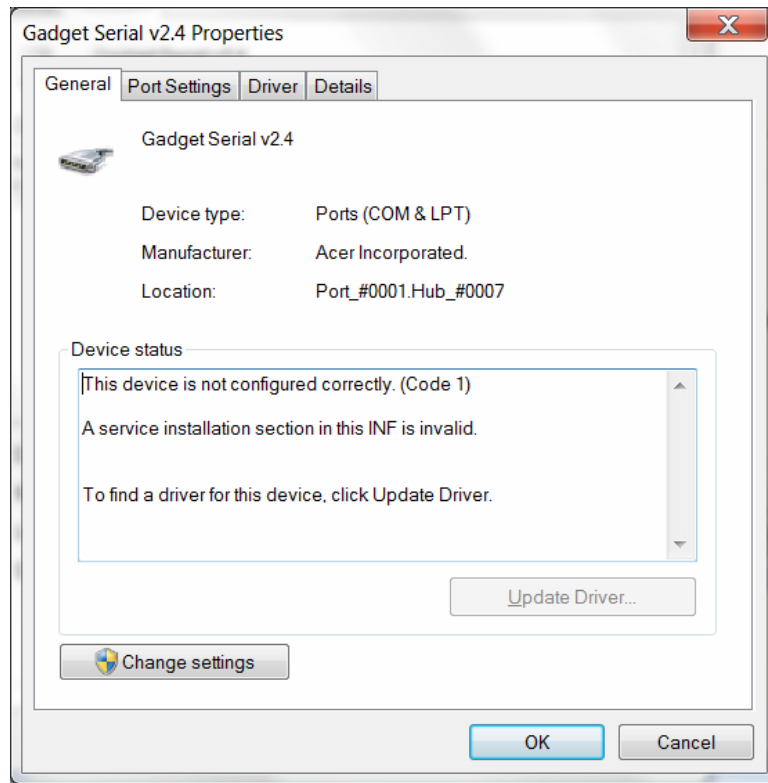 Gadget Serial v2.4 Properties
General Port Settings Driver Details
Gadget Serial v2.4
Device type: Ports (COM & LPT)
Manufacturer: Acer Incorporated.
Location: Port_#0001.Hub_#0007
Device status
This device is not configured correctly. (Code 1)
A service installation section in this INF is invalid.
To find a driver for this device, click Update Driver.
Update Driver...
Change settings
OK Cancel